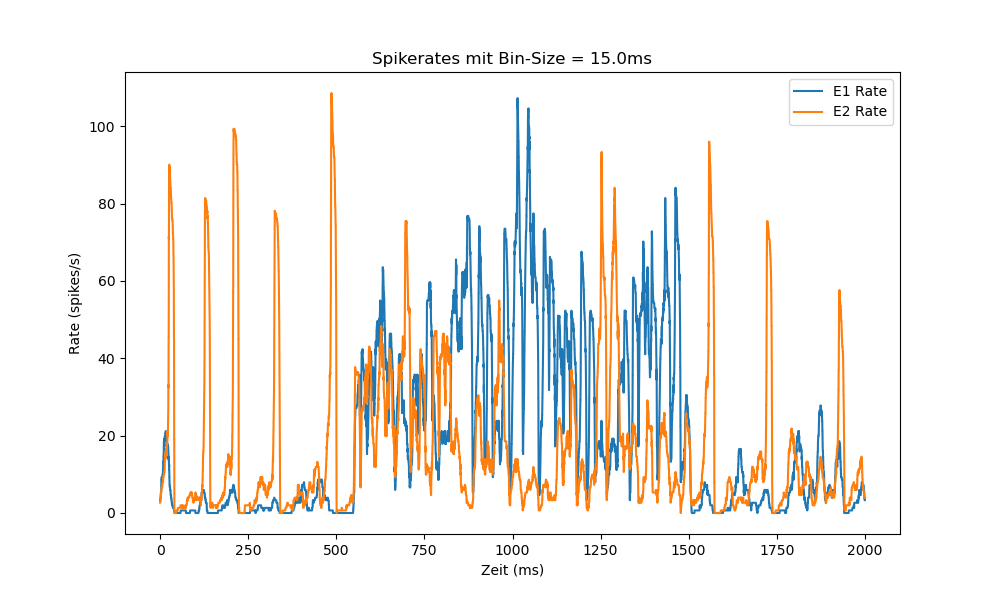 Spikerates mit Bin-Size = 15.0ms
E1 Rate
E2 Rate
Rate (spikes/s)
100
80
60
40
20
0
0 250 500 750 1000 1250 1500 1750 2000
Zeit (ms)